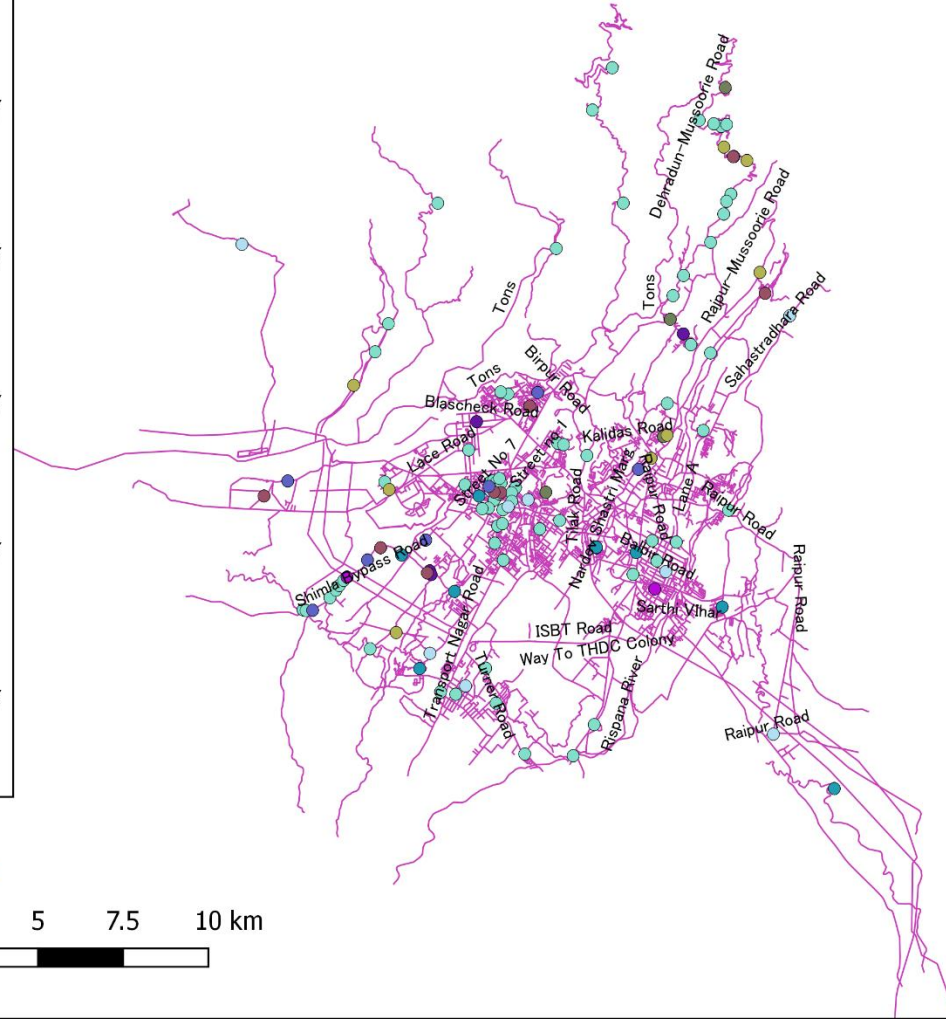 Dehradun-Mussoorie Road
Rajpur-Mussoorie Road
Tons
Tons
Sahastradhara Road
Birpur Road
Tons
Blascheck Road
Kalidas Road
Lace Road
Street No 7
Street no.1
Tilak Road
Shastri Marg
Rajpur Road
Lane A
Raipur Road
Balbir Road
Raipur Road
Shimla Bypass Road
Sarthi Vihar
ISBT Road
Way To THDC Colony
Transport Nagar Road
Turner Road
Rispana River
Raipur Road
5 7.5 10 km